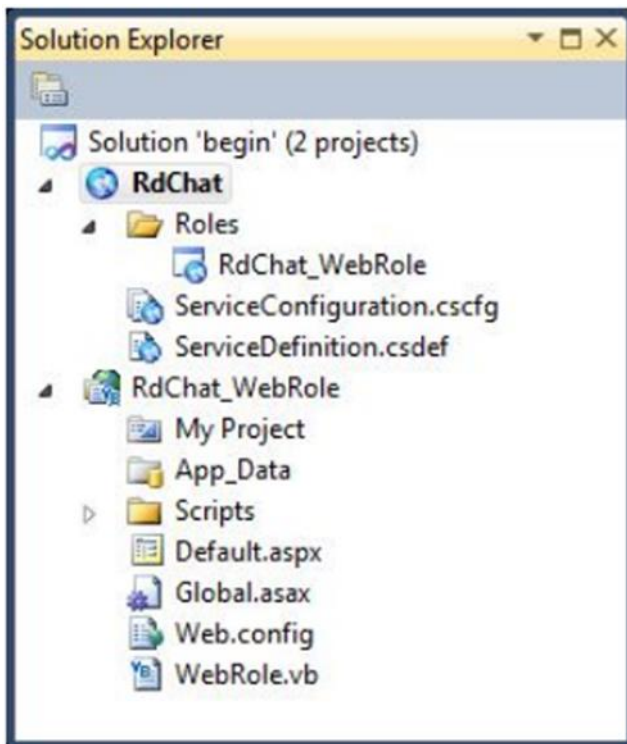 Solution Explorer
Solution 'begin' (2 projects)
RdChat
Roles
RdChat_WebRole
ServiceConfiguration.cscfg
ServiceDefinition.csdef
RdChat_WebRole
My Project
App_Data
Scripts
Default.aspx
Global.asax
Web.config
WebRole.vb